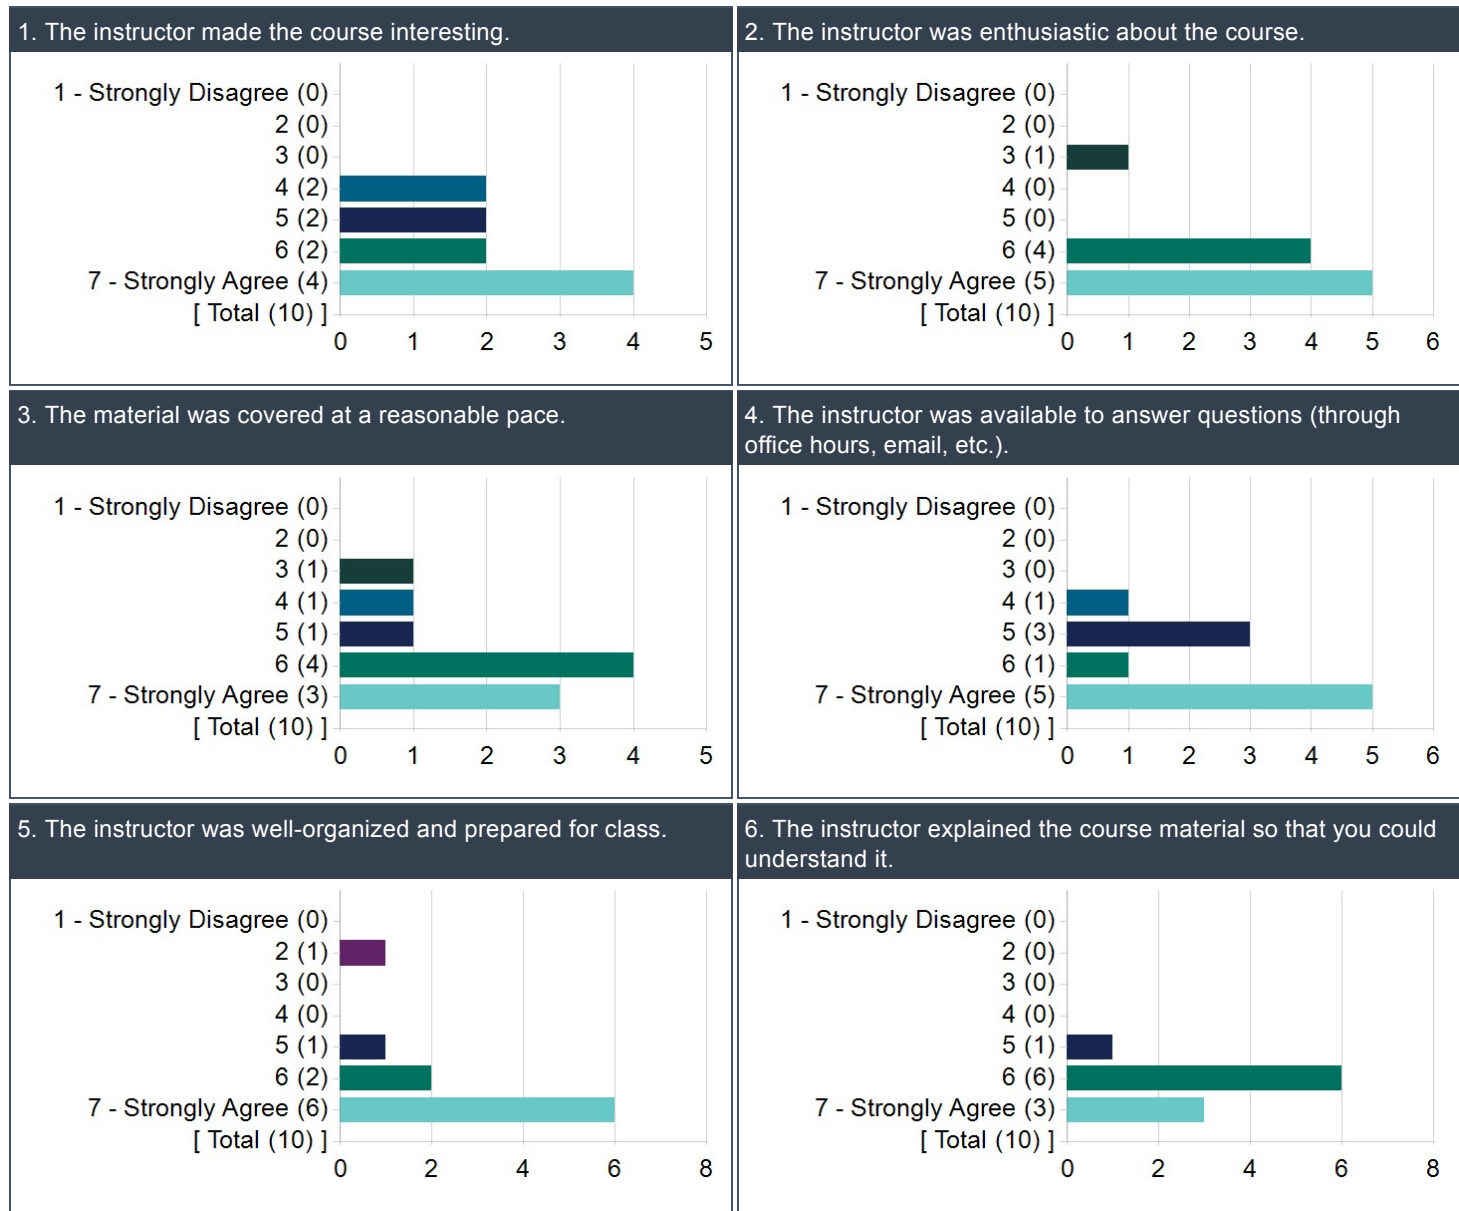 1. The instructor made the course interesting.
1 - Strongly Disagree (0)
2 (0)
3 (0)
4 (2)
5 (2)
6 (2)
7 - Strongly Agree (4)
[ Total (10) ]
0 1 2 3 4 5
2. The instructor was enthusiastic about the course.
1 - Strongly Disagree (0)
2 (0)
3 (1)
4 (0)
5 (0)
6 (4)
7 - Strongly Agree (5)
[ Total (10) ]
0 1 2 3 4 5 6
3. The material was covered at a reasonable pace.
1 - Strongly Disagree (0)
2 (0)
3 (1)
4 (1)
5 (1)
6 (4)
7 - Strongly Agree (3)
[ Total (10) ]
0 1 2 3 4 5
4. The instructor was available to answer questions (through
office hours, email, etc.).
1 - Strongly Disagree (0)
2 (0)
3 (0)
4 (1)
5 (3)
6 (1)
7 - Strongly Agree (5)
[ Total (10) ]
0 1 2 3 4 5 6
5. The instructor was well-organized and prepared for class.
1 - Strongly Disagree (0)
2 (1)
3 (0)
4 (0)
5 (1)
6 (2)
7 - Strongly Agree (6)
[ Total (10) ]
0 2 4 6 8
6. The instructor explained the course material so that you could
understand it.
1 - Strongly Disagree (0)
2 (0)
3 (0)
4 (0)
5 (1)
6 (6)
7 - Strongly Agree (3)
[ Total (10) ]
0 2 4 6 8